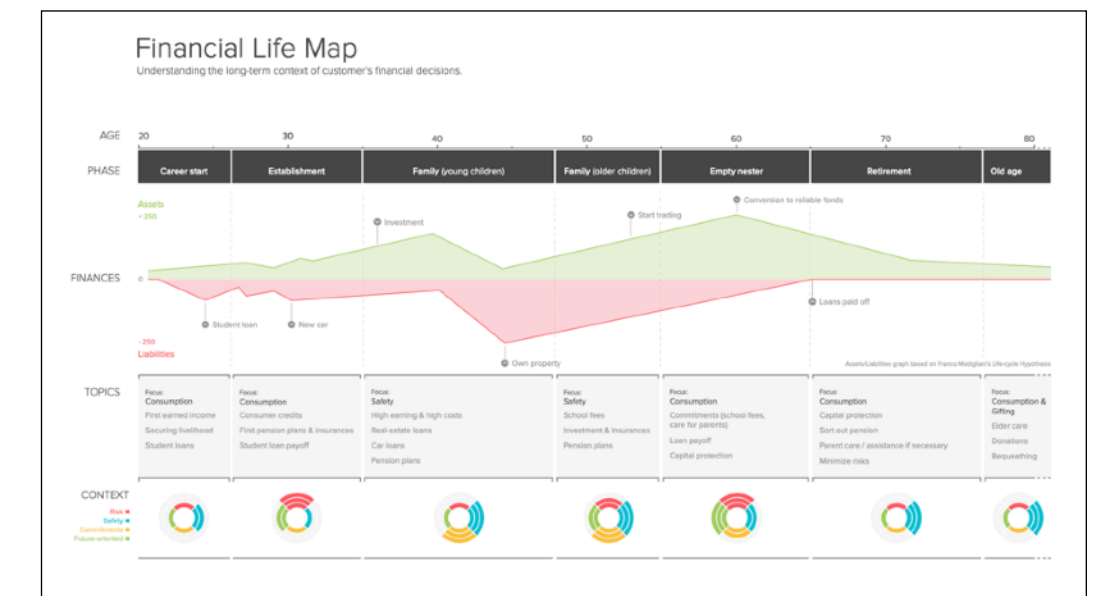 Financial Life Map
Understanding the long-term context of customer's financial decisions.
AGE 20 30 40 50 60 70 80
PHASE Career start Establishment Family (young children) Family (older children) Empty nester Retirement Old age
Assets
+ 250
Conversion to reliable fonds
Start trading
Investment
FINANCES 0
Loans paid off
Student loan New car
- 250
Liabilities
Own property
Assets/Liabilities graph based on Franco Modiglian's Life-cycle Hypothesis
TOPICS
Focus:
Consumption
First earned income
Securing livelihood
Student loans
Focus:
Consumption
Consumer credits
First pension plans & insurances
Student loan payoff
Focus:
Safety
High earning & high costs
Real-estate loans
Car loans
Pension plans
Focus:
Safety
School fees
Investment & insurances
Pension plans
Focus:
Consumption
Commitments (school fees,
care for parents)
Loan payoff
Capital protection
Focus:
Consumption
Capital protection
Sort out pension
Parent care / assistance if necessary
Minimize risks
Focus:
Consumption &
Gifting
Elder care
Donations
Bequeathing
CONTEXT
Risk
Safety
Commitments
Future-oriented